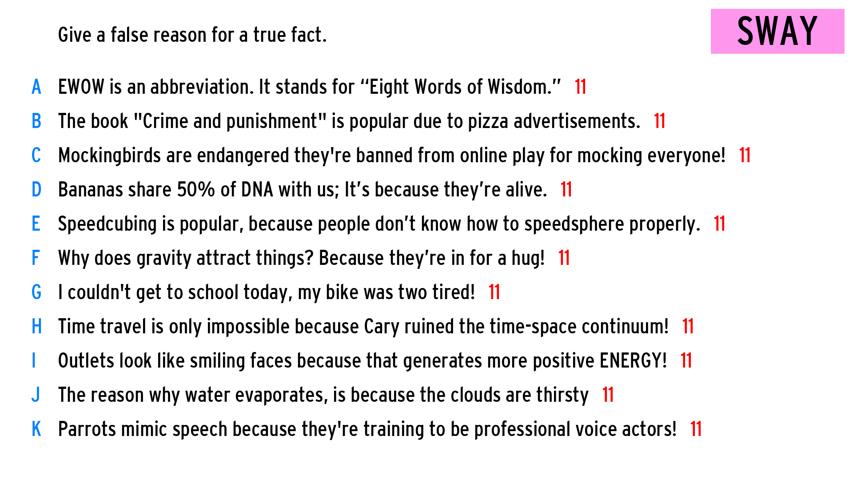 Give a false reason for a true fact.
SWAY
A EWOW is an abbreviation. It stands for “Eight Words of Wisdom.” 11
B The book "Crime and punishment" is popular due to pizza advertisements. 11
C Mockingbirds are endangered they're banned from online play for mocking everyone! 11
D Bananas share 50% of DNA with us; It’s because they’re alive. 11
E Speedcubing is popular, because people don’t know how to speedsphere properly. 11
F Why does gravity attract things? Because they’re in for a hug! 11
G I couldn't get to school today, my bike was two tired! 11
H Time travel is only impossible because Cary ruined the time-space continuum! 11
I Outlets look like smiling faces because that generates more positive ENERGY! 11
J The reason why water evaporates, is because the clouds are thirsty 11
K Parrots mimic speech because they're training to be professional voice actors! 11